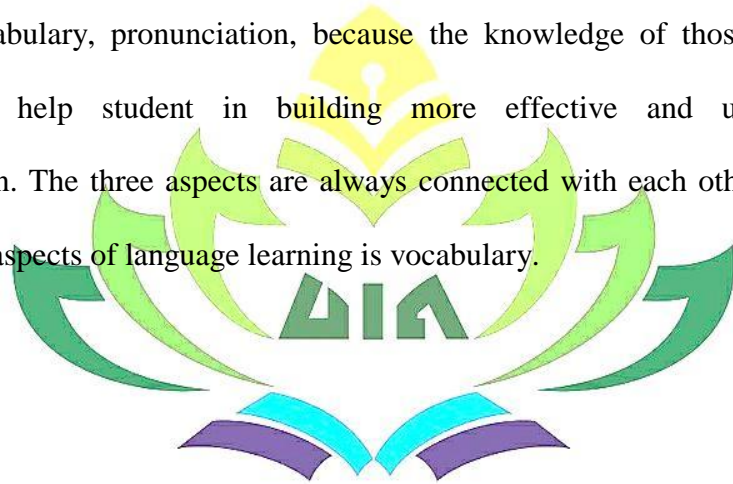 abulary, pronunciation, because the knowledge of thos
help student in building more effective and u
n. The three aspects are always connected with each oth
aspects of language learning is vocabulary.
UIN